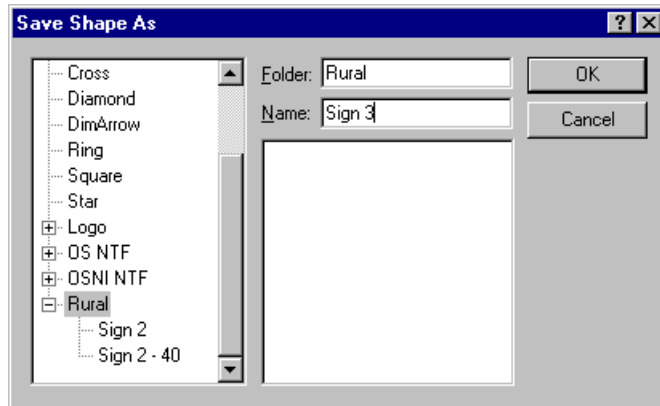 Save Shape As
Cross
Diamond
DimArrow
Ring
Square
Star
Logo
OS NTF
OSNI NTF
Rural
Sign 2
Sign 2 - 40
Folder: Rural
Name: Sign 3
OK
Cancel